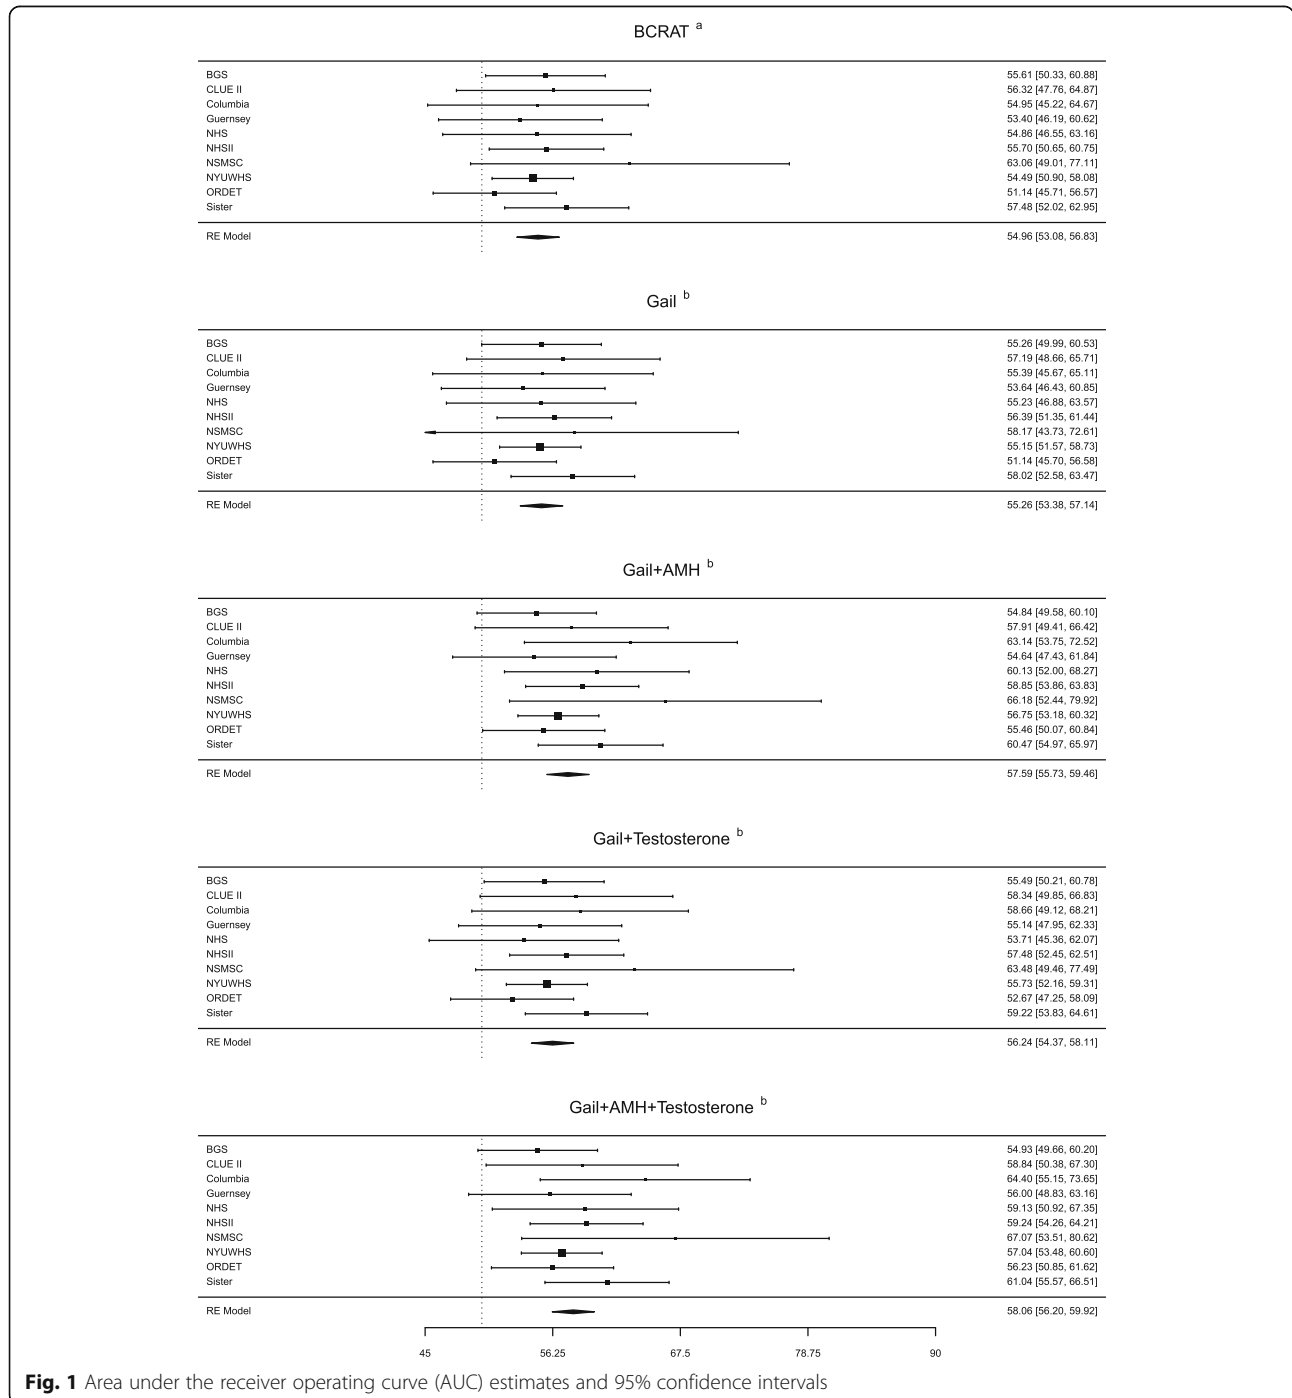 BCRAT a
BGS 55.61 [50.33, 60.88]
CLUE II 56.32 [47.76, 64.87]
Columbia 54.95 [45.22, 64.67]
Guernsey 53.40 [46.19, 60.62]
NHS 54.86 [46.55, 63.16]
NHSII 55.70 [50.65, 60.75]
NSMSC 63.06 [49.01, 77.11]
NYUWHS 54.49 [50.90, 58.08]
ORDET 51.14 [45.71, 56.57]
Sister 57.48 [52.02, 62.95]
RE Model 54.96 [53.08, 56.83]
Gail b
BGS 55.26 [49.99, 60.53]
CLUE II 57.19 [48.66, 65.71]
Columbia 55.39 [45.67, 65.11]
Guernsey 53.64 [46.43, 60.85]
NHS 55.23 [46.88, 63.57]
NHSII 56.39 [51.35, 61.44]
NSMSC 58.17 [43.73, 72.61]
NYUWHS 55.15 [51.57, 58.73]
ORDET 51.14 [45.70, 56.58]
Sister 58.02 [52.58, 63.47]
RE Model 55.26 [53.38, 57.14]
Gail+AMH b
BGS 54.84 [49.58, 60.10]
CLUE II 57.91 [49.41, 66.42]
Columbia 63.14 [53.75, 72.52]
Guernsey 54.64 [47.43, 61.84]
NHS 60.13 [52.00, 68.27]
NHSII 58.85 [53.86, 63.83]
NSMSC 66.18 [52.44, 79.92]
NYUWHS 56.75 [53.18, 60.32]
ORDET 55.46 [50.07, 60.84]
Sister 60.47 [54.97, 65.97]
RE Model 57.59 [55.73, 59.46]
Gail+Testosterone b
BGS 55.49 [50.21, 60.78]
CLUE II 58.34 [49.85, 66.83]
Columbia 58.66 [49.12, 68.21]
Guernsey 55.14 [47.95, 62.33]
NHS 53.71 [45.36, 62.07]
NHSII 57.48 [52.45, 62.51]
NSMSC 63.48 [49.46, 77.49]
NYUWHS 55.73 [52.16, 59.31]
ORDET 52.67 [47.25, 58.09]
Sister 59.22 [53.83, 64.61]
RE Model 56.24 [54.37, 58.11]
Gail+AMH+Testosterone b
BGS 54.93 [49.66, 60.20]
CLUE II 58.84 [50.38, 67.30]
Columbia 64.40 [55.15, 73.65]
Guernsey 56.00 [48.83, 63.16]
NHS 59.13 [50.92, 67.35]
NHSII 59.24 [54.26, 64.21]
NSMSC 67.07 [53.51, 80.62]
NYUWHS 57.04 [53.48, 60.60]
ORDET 56.23 [50.85, 61.62]
Sister 61.04 [55.57, 66.51]
RE Model 58.06 [56.20, 59.92]
45 56.25 67.5 78.75 90
Fig. 1 Area under the receiver operating curve (AUC) estimates and 95% confidence intervals